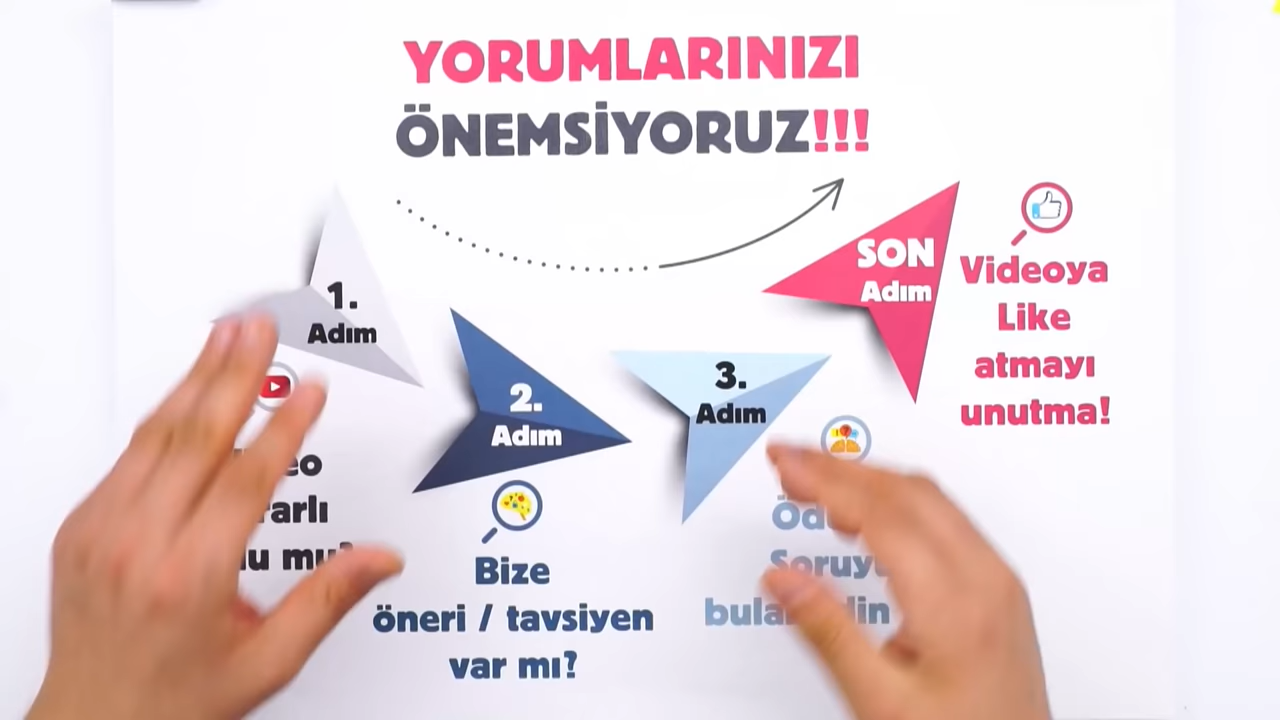 YORUMLARINIZI
ÖNEMSİYORUZ!!!
1.
Adım
2.
Adım
3.
Adım
SON
Adım
Bize
öneri / tavsiyen
var mı?
Videoya
Like
atmayı
unutma!